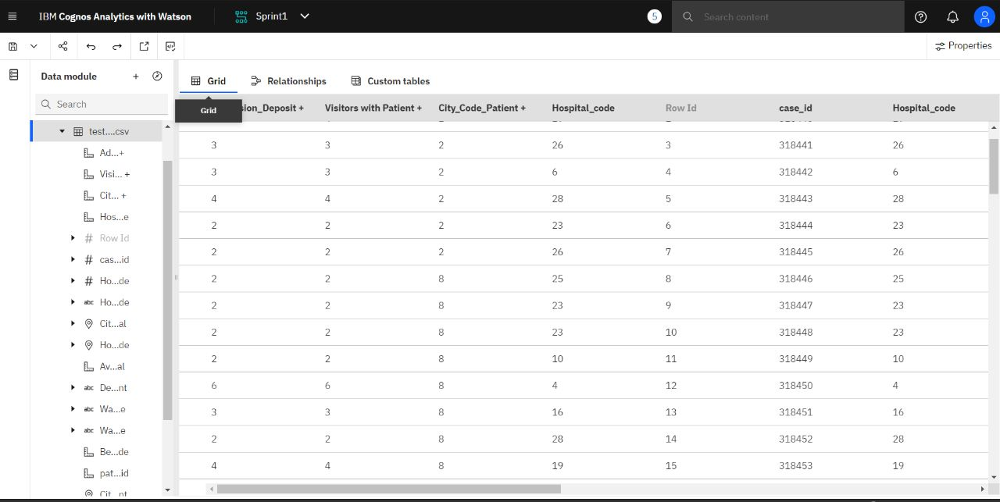 IBM Cognos Analytics with Watson
Sprint1
5
Search content
Properties
Data module
Search
test....csv
Ad...+
Visi... +
Cit... +
Hos...e
Row Id
cas...id
Ho...de
abc Ho...de
Cit...al
Ho...de
Av...al
abc De...nt
abc Wa...e
abc Wa...e
Be...de
pat...id
Cit...nt
Grid
Relationships
Custom tables
Grid
ion_Deposit + Visitors with Patient + City_Code_Patient + Hospital_code Row Id case_id Hospital_code
3 3 2 26 3 318441 26
3 3 2 6 4 318442 6
4 4 2 28 5 318443 28
2 2 2 23 6 318444 23
2 2 2 26 7 318445 26
2 2 8 25 8 318446 25
2 2 8 23 9 318447 23
2 2 8 23 10 318448 23
2 2 8 10 11 318449 10
6 6 8 4 12 318450 4
3 3 8 16 13 318451 16
2 2 8 28 14 318452 28
4 4 8 19 15 318453 19